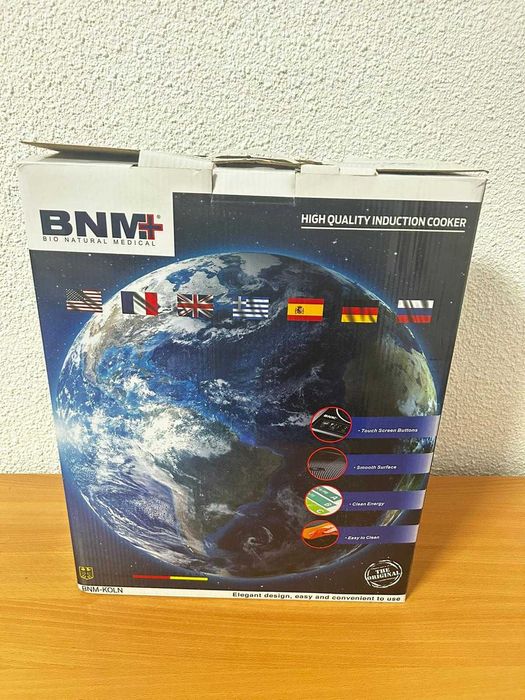 BNM+®
BIO NATURAL MEDICAL
HIGH QUALITY INDUCTION COOKER
BNM
• Touch Screen Buttons
• Smooth Surface
A
B
C
• Clean Energy
• Easy to Clean
THE
ORIGINAL
BNM-KOLN
Elegant design, easy and convenient to use